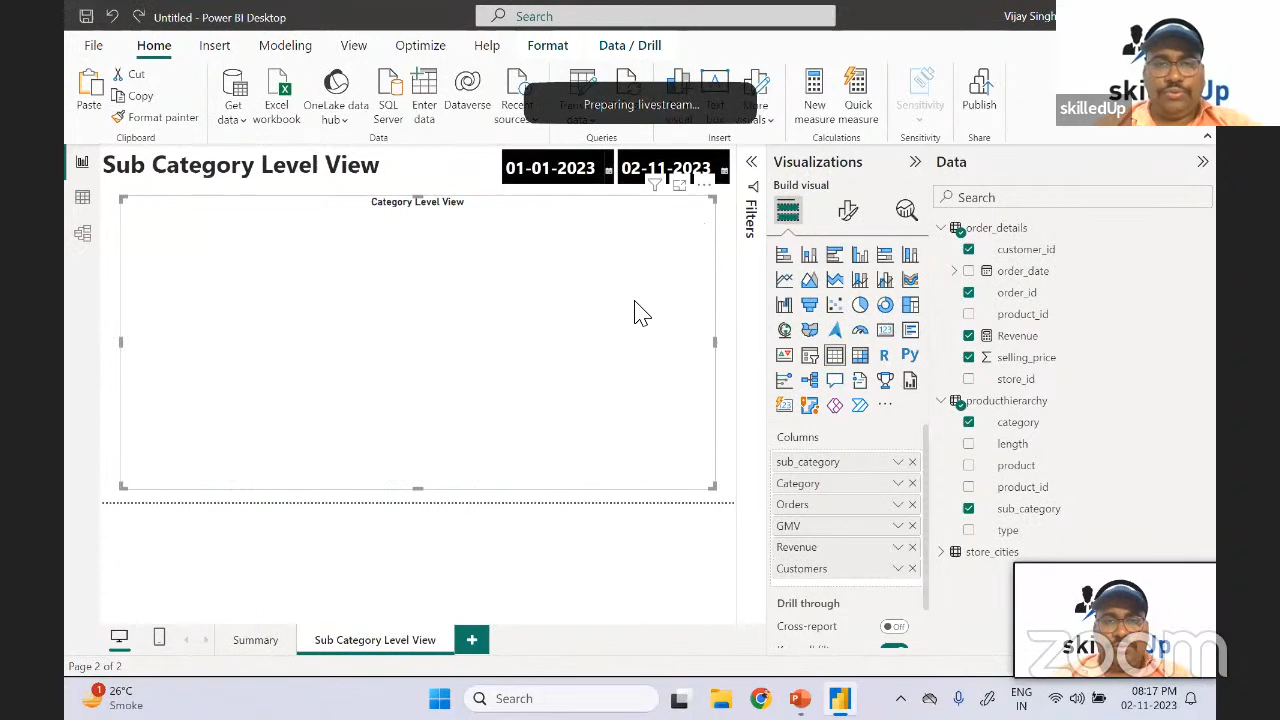 Untitled - Power BI Desktop
Search
Vijay Singh
File
Home
Insert
Modeling
View
Optimize
Help
Format
Data / Drill
Paste
Cut
Copy
Format painter
Clipboard
Get data
Excel workbook
OneLake data hub
SQL Server
Enter data
Dataverse
Recent sources
Data
Preparing livestream...
Queries
Text
Insert
New measure
Quick measure
Calculations
Sensitivity
Sensitivity
Publish
Share
skilledUp
Sub Category Level View
01-01-2023
02-11-2023
Category Level View
Filters
Visualizations
Build visual
Columns
sub_category
Category
Orders
GMV
Revenue
Customers
Drill through
Cross-report
Off
Data
Search
order_details
customer_id
order_date
order_id
product_id
Revenue
selling_price
store_id
producthierarchy
category
length
product
product_id
sub_category
type
store_cities
zoom
Summary
Sub Category Level View
Page 2 of 2
26°C
Smoke
Search
ENG
IN
08:17 PM
02-11-2023